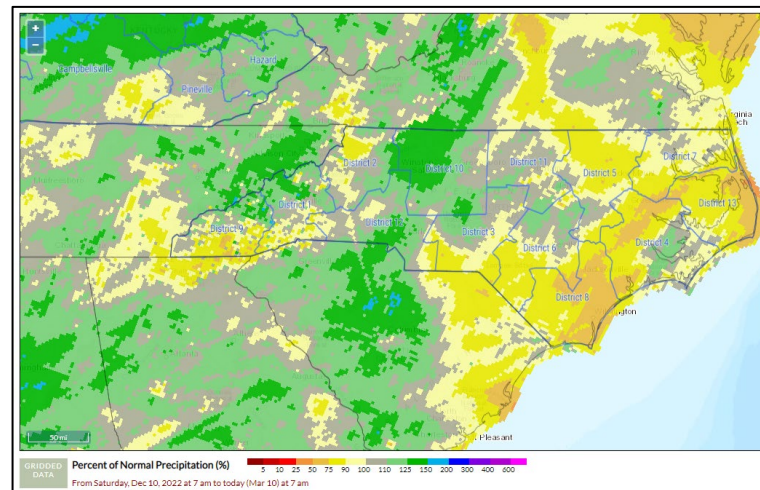 +
−
Hazard
Campbellsville
Pineville
Virginia
District 2
District 10
District 11
District 7
District 5
District 1
District 13
District 9
District 3
District 4
District 6
District 8
50 mi
Pleasant
GRIDDED
DATA
Percent of Normal Precipitation (%)
5 10 25 50 75 90 100 110 125 150 200 300 400 600
From Saturday, Dec 10, 2022 at 7 am to today (Mar 10) at 7 am